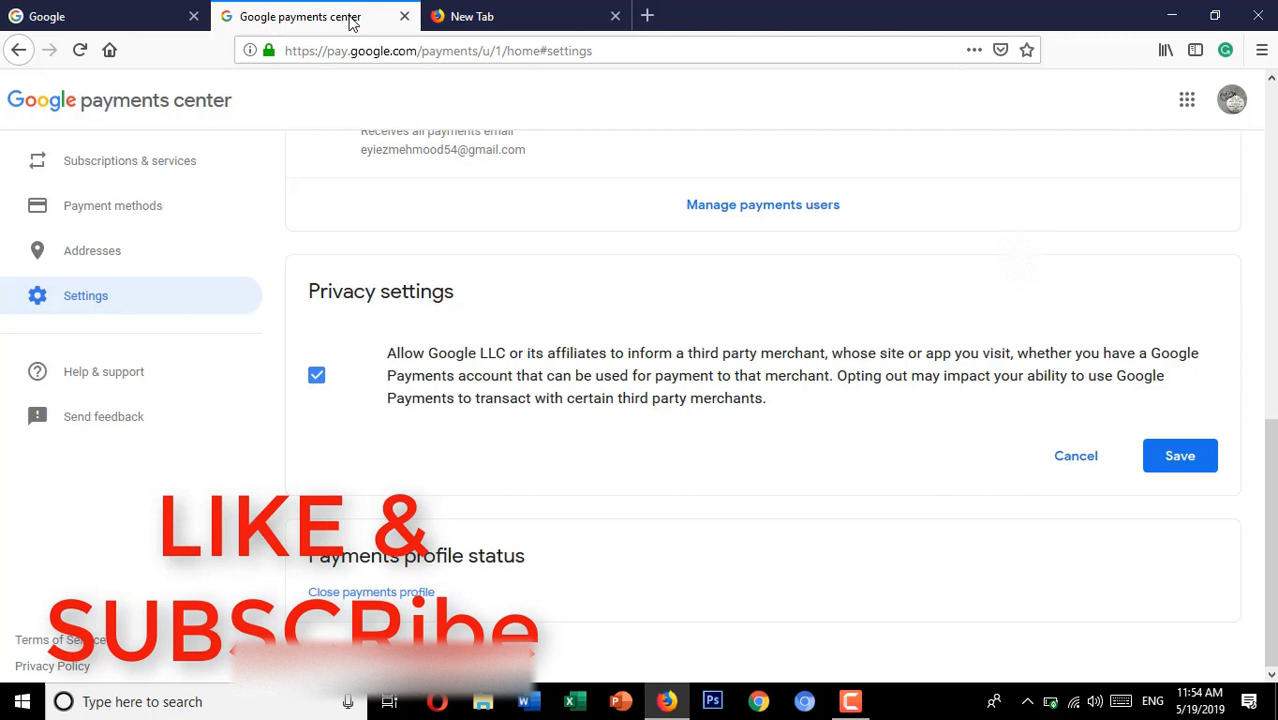 Google
Google payments center
New Tab
https://pay.google.com/payments/u/1/home#settings
Google payments center
Receives all payments email
eyiezmehmood54@gmail.com
Subscriptions & services
Payment methods
Manage payments users
Addresses
Settings
Privacy settings
Allow Google LLC or its affiliates to inform a third party merchant, whose site or app you visit, whether you have a Google
Payments account that can be used for payment to that merchant. Opting out may impact your ability to use Google
Payments to transact with certain third party merchants.
Help & support
Send feedback
Cancel
Save
LIKE &
SUBSCRibe
Payments profile status
Close payments profile
Terms of Service
Privacy Policy
Type here to search
ENG
11:54 AM
5/19/2019